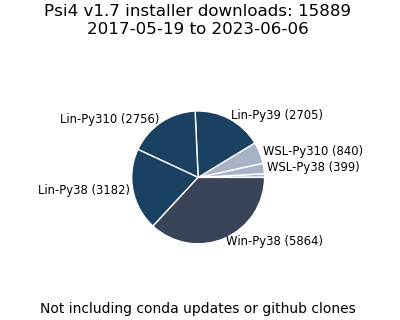 Psi4 v1.7 installer downloads: 15889
2017-05-19 to 2023-06-06
Lin-Py310 (2756)
Lin-Py39 (2705)
WSL-Py310 (840)
WSL-Py38 (399)
Lin-Py38 (3182)
Win-Py38 (5864)
Not including conda updates or github clones